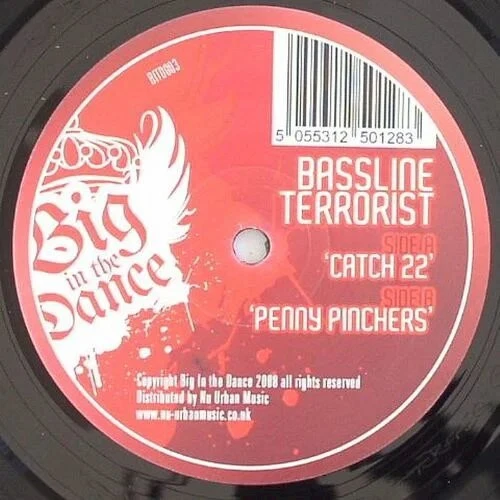 BITD003
5 055312 501283
BASSLINE
TERRORIST
SIDE A
'CATCH 22'
SIDE B
'PENNY PINCHERS'
Big
in the
Dance
Copyright Big In the Dance 2008 all rights reserved
Distributed by Nu Urban Music
www.nu-urbanmusic.co.uk